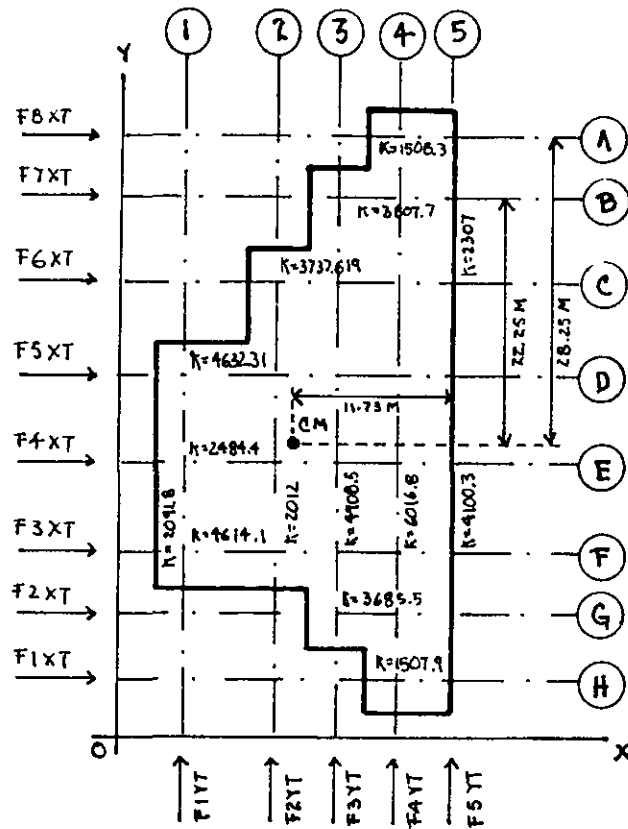 1 2 3 4 5
Y
F8XT
A
K=1508.3
F7XT
B
K=3807.7
K=2307
F6XT
C
K=3737.619
22.25 M
28.25 M
F5XT
D
K=4632.31
11.73 M
CM
F4XT
E
K=2484.4
K=2092.8
K=2012
K=4908.5
K=6016.8
K=4100.3
F3XT
F
K=4614.1
F2XT
G
K=3685.5
F1XT
H
K=1507.9
O
X
F1YT
F2YT
F3YT
F4YT
F5YT